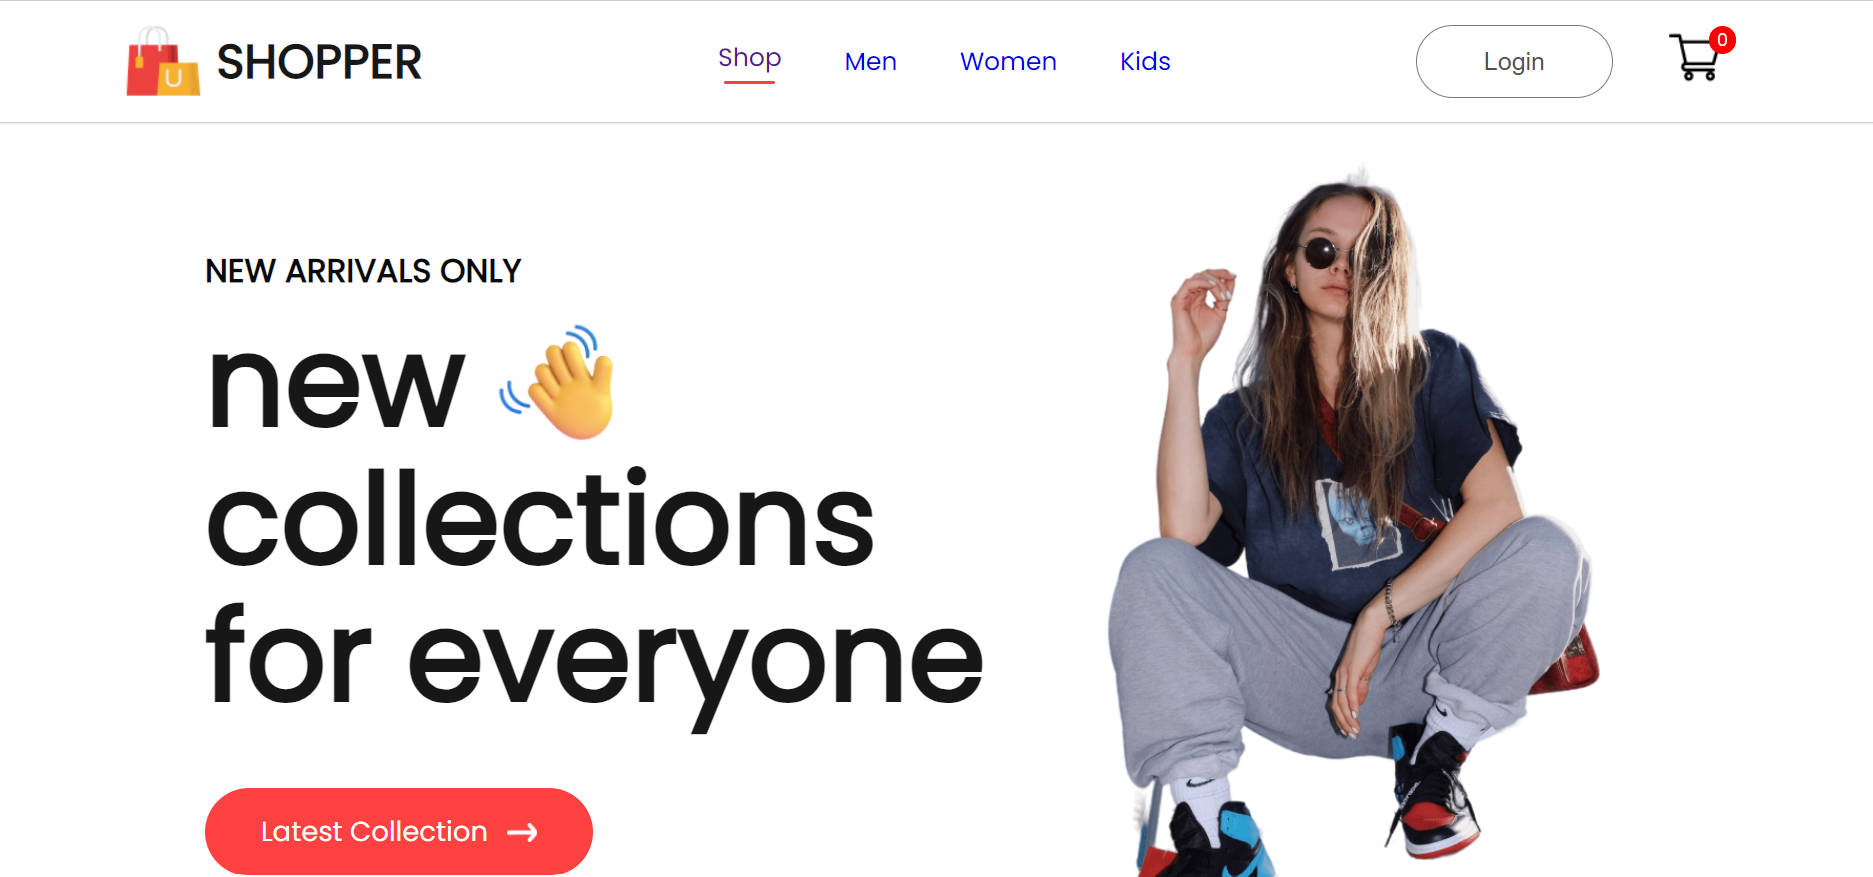 SHOPPER
Shop
Men
Women
Kids
Login
0
NEW ARRIVALS ONLY
new 👋
collections
for everyone
Latest Collection →
U